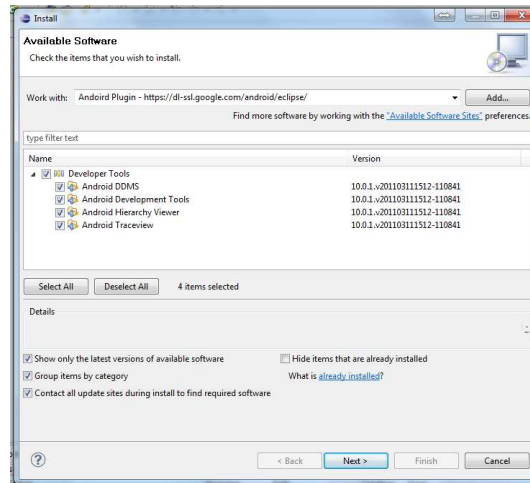 Install
Available Software
Check the items that you wish to install.
Work with: Andoird Plugin - https://dl-ssl.google.com/android/eclipse/ Add...
Find more software by working with the "Available Software Sites" preferences.
type filter text
Name Version
Developer Tools
Android DDMS 10.0.1.v201103111512-110841
Android Development Tools 10.0.1.v201103111512-110841
Android Hierarchy Viewer 10.0.1.v201103111512-110841
Android Traceview 10.0.1.v201103111512-110841
Select All Deselect All 4 items selected
Details
Show only the latest versions of available software Hide items that are already installed
Group items by category What is already installed?
Contact all update sites during install to find required software
< Back Next > Finish Cancel